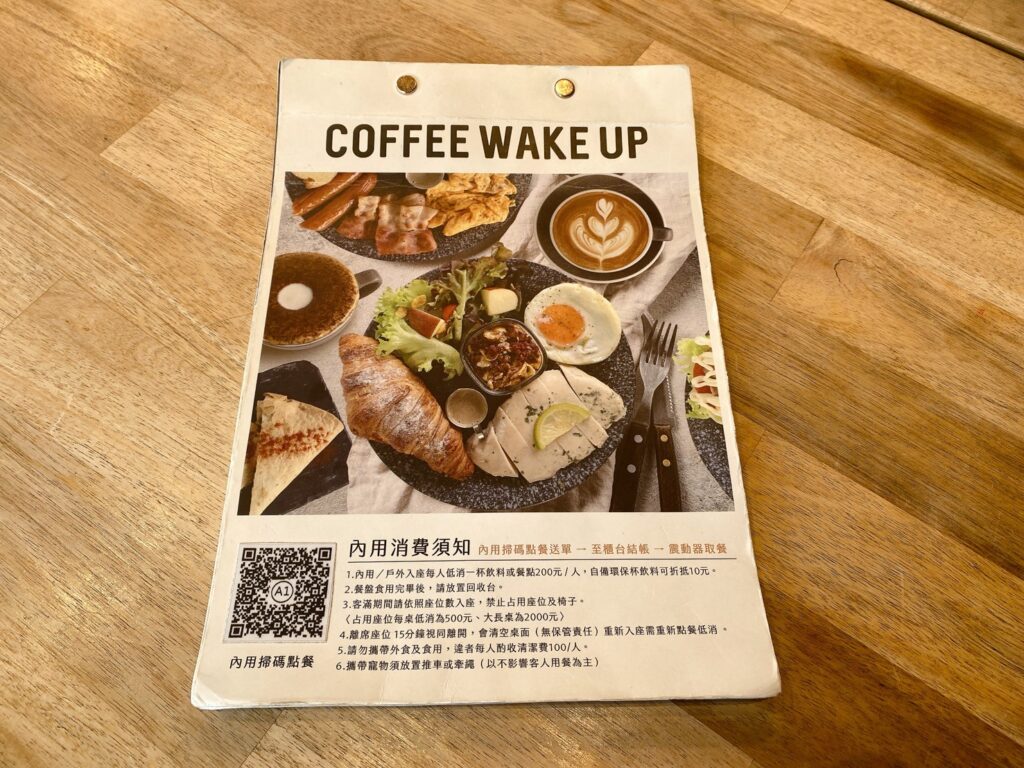 COFFEE WAKE UP
內用消費須知 內用掃碼點餐送單 → 至櫃台結帳 → 震動器取餐
1.內用／戶外入座每人低消一杯飲料或餐點200元 / 人，自備環保杯飲料可折抵10元。
2.餐盤食用完畢後，請放置回收台。
3.客滿期間請依照座位數入座，禁止占用座位及椅子。
〈占用座位每桌低消為500元、大長桌為2000元〉
4.離席座位 15分鐘視同離開，會清空桌面（無保管責任）重新入座需重新點餐低消 。
5.請勿攜帶外食及食用，違者每人酌收清潔費100/人。
6.攜帶寵物須放置推車或牽繩（以不影響客人用餐為主）
A1
內用掃碼點餐